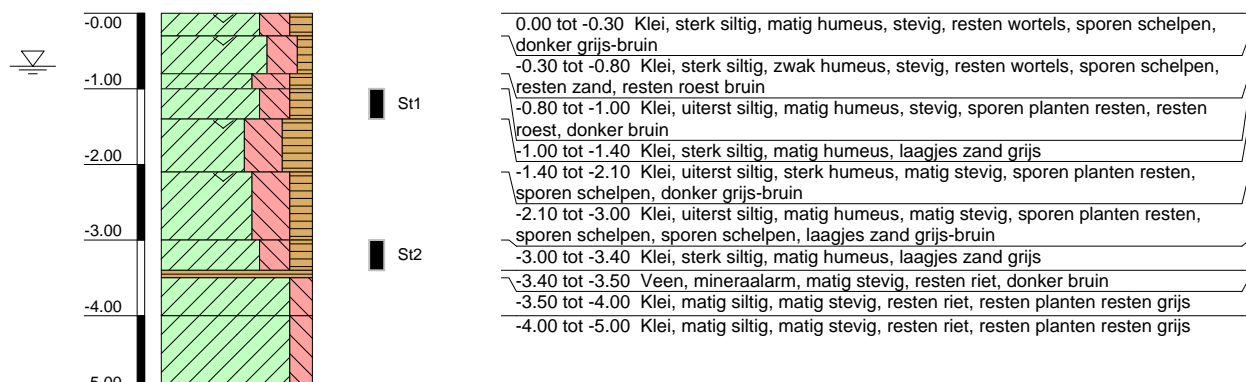 -0.00
-1.00
-2.00
-3.00
-4.00
-5.00
St1
St2
0.00 tot -0.30 Klei, sterk siltig, matig humeus, stevig, resten wortels, sporen schelpen,
donker grijs-bruin
-0.30 tot -0.80 Klei, sterk siltig, zwak humeus, stevig, resten wortels, sporen schelpen,
resten zand, resten roest bruin
-0.80 tot -1.00 Klei, uiterst siltig, matig humeus, stevig, sporen planten resten, resten
roest, donker bruin
-1.00 tot -1.40 Klei, sterk siltig, matig humeus, laagjes zand grijs
-1.40 tot -2.10 Klei, uiterst siltig, sterk humeus, matig stevig, sporen planten resten,
sporen schelpen, donker grijs-bruin
-2.10 tot -3.00 Klei, uiterst siltig, matig humeus, matig stevig, sporen planten resten,
sporen schelpen, sporen schelpen, laagjes zand grijs-bruin
-3.00 tot -3.40 Klei, sterk siltig, matig humeus, laagjes zand grijs
-3.40 tot -3.50 Veen, mineraalarm, matig stevig, resten riet, donker bruin
-3.50 tot -4.00 Klei, matig siltig, matig stevig, resten riet, resten planten resten grijs
-4.00 tot -5.00 Klei, matig siltig, matig stevig, resten riet, resten planten resten grijs